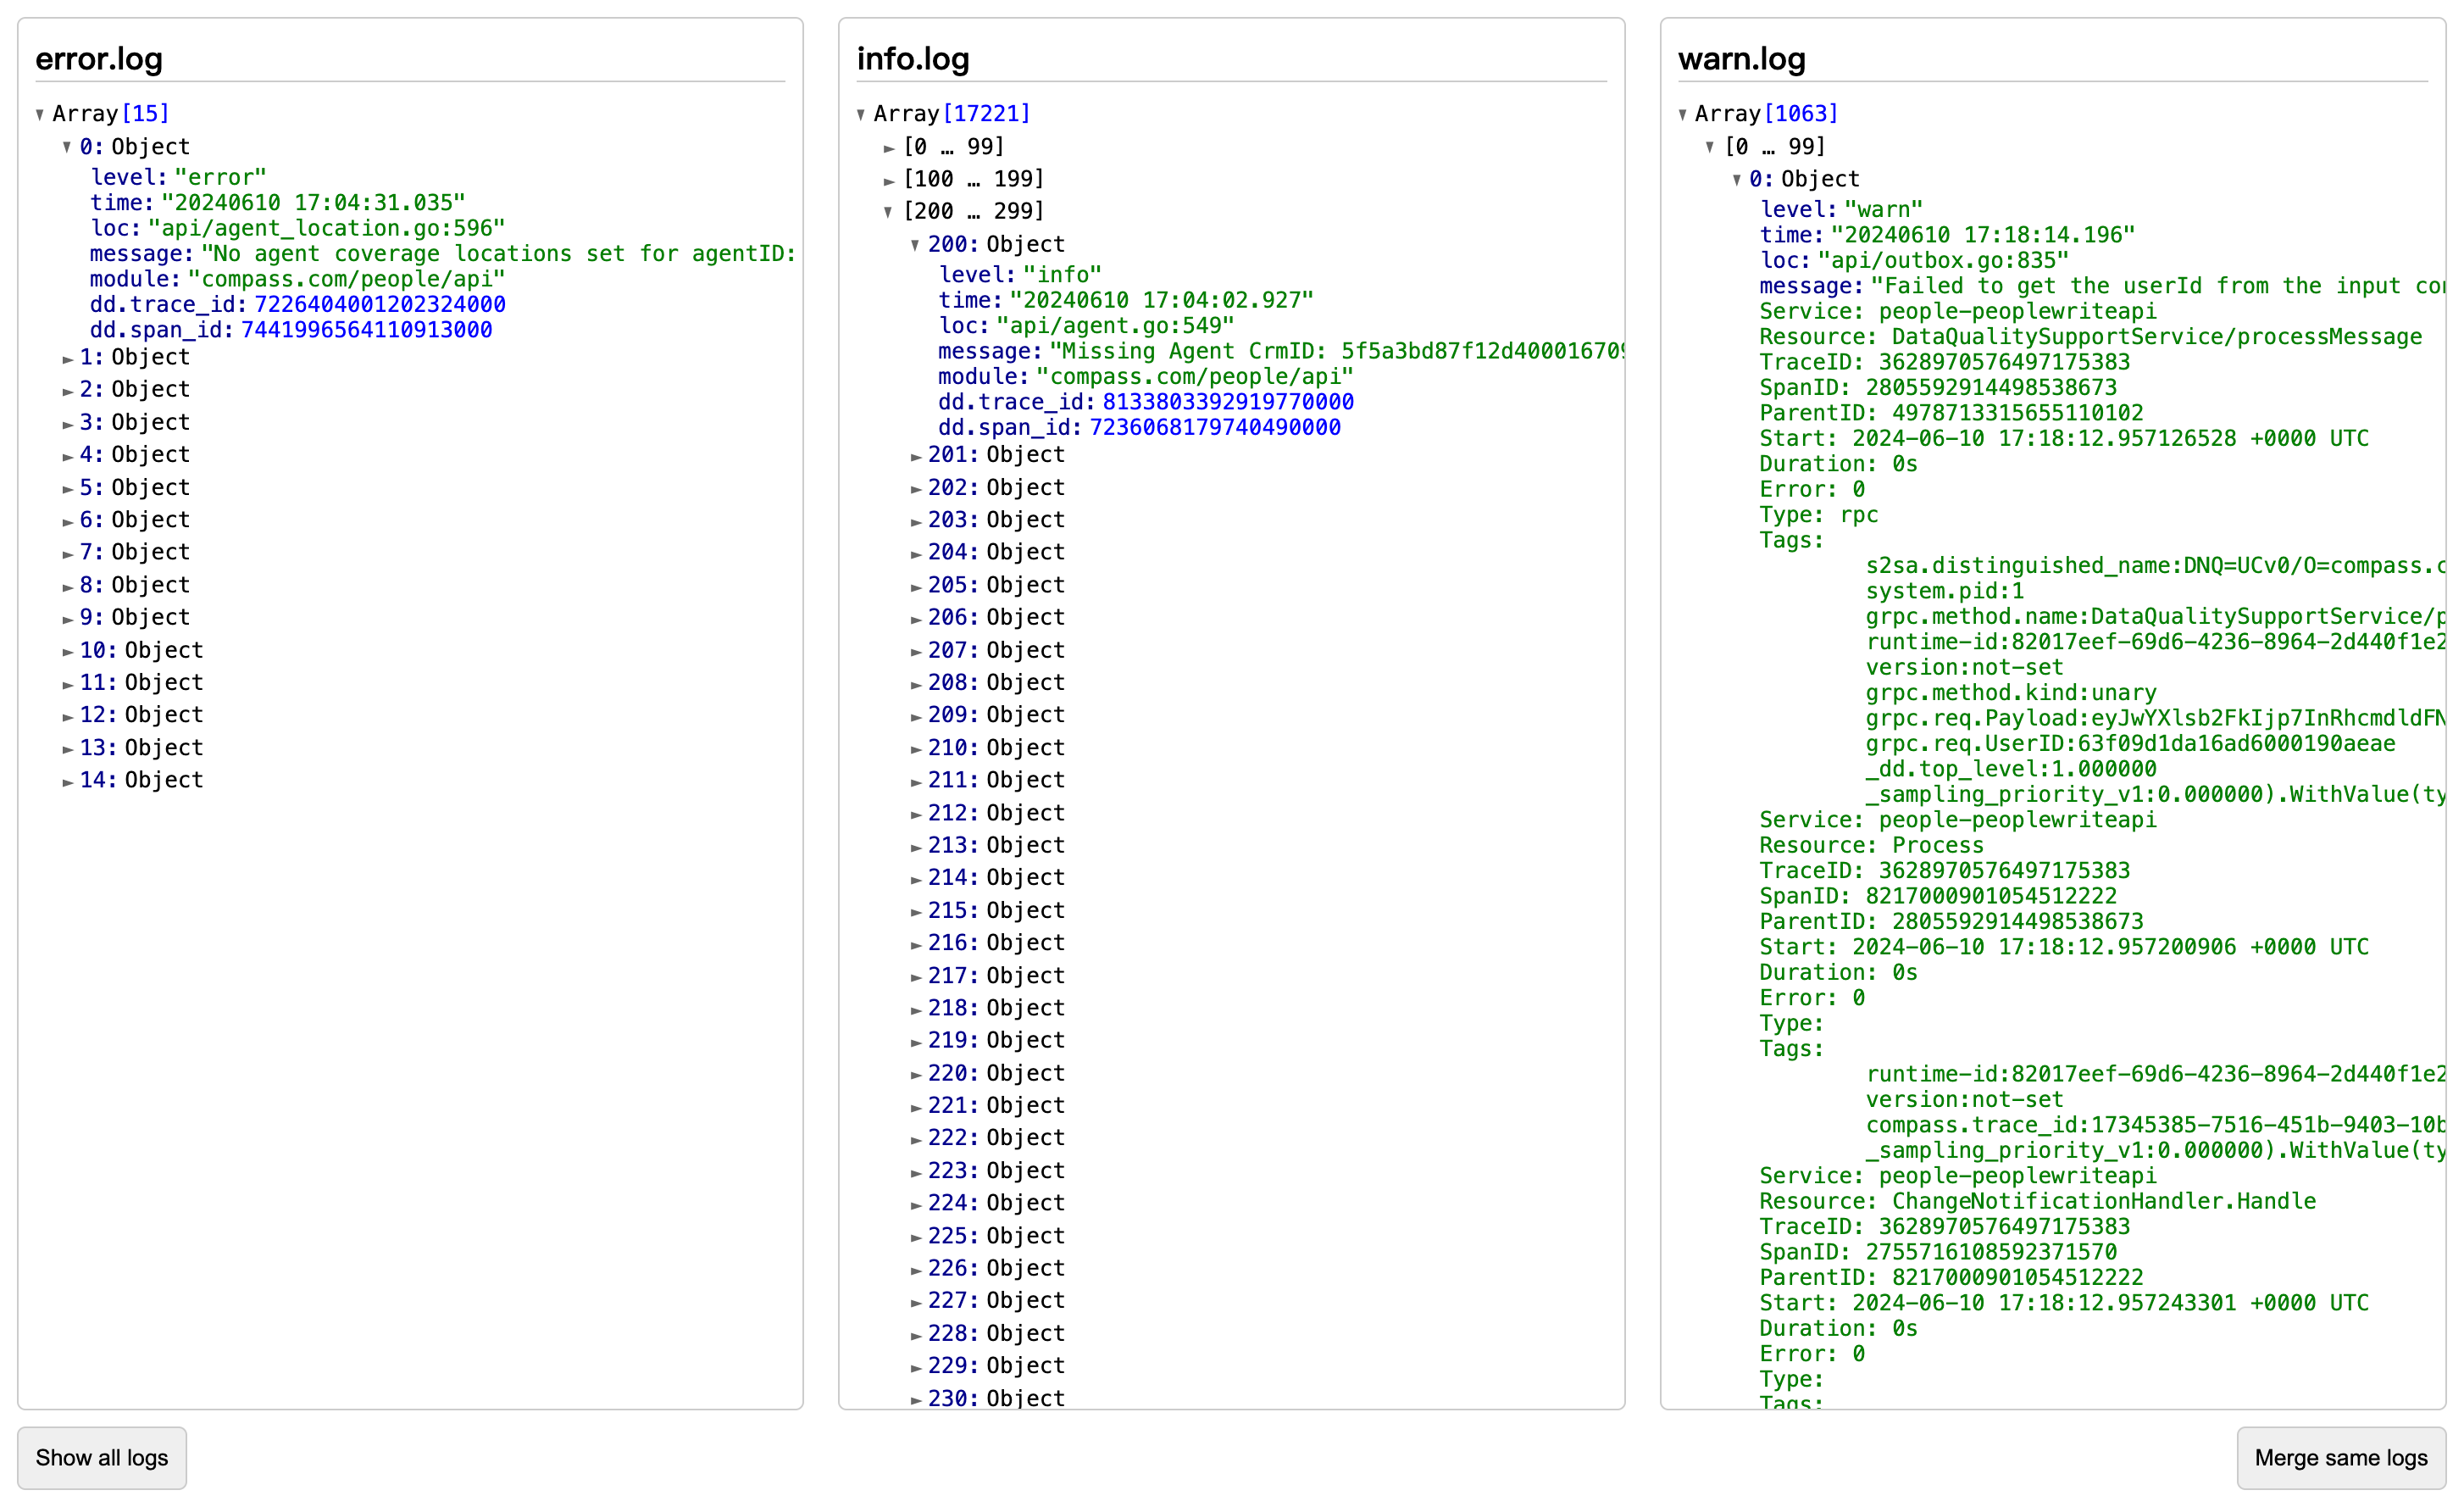 error.log
Array[15]
0: Object
level: "error"
time: "20240610 17:04:31.035"
loc: "api/agent_location.go:596"
message: "No agent coverage locations set for agentID:
module: "compass.com/people/api"
dd.trace_id: 7226404001202324000
dd.span_id: 7441996564110913000
1: Object
2: Object
3: Object
4: Object
5: Object
6: Object
7: Object
8: Object
9: Object
10: Object
11: Object
12: Object
13: Object
14: Object
info.log
Array[17221]
[0 … 99]
[100 … 199]
[200 … 299]
200: Object
level: "info"
time: "20240610 17:04:02.927"
loc: "api/agent.go:549"
message: "Missing Agent CrmID: 5f5a3bd87f12d400016709
module: "compass.com/people/api"
dd.trace_id: 8133803392919770000
dd.span_id: 7236068179740490000
201: Object
202: Object
203: Object
204: Object
205: Object
206: Object
207: Object
208: Object
209: Object
210: Object
211: Object
212: Object
213: Object
214: Object
215: Object
216: Object
217: Object
218: Object
219: Object
220: Object
221: Object
222: Object
223: Object
224: Object
225: Object
226: Object
227: Object
228: Object
229: Object
230: Object
warn.log
Array[1063]
[0 … 99]
0: Object
level: "warn"
time: "20240610 17:18:14.196"
loc: "api/outbox.go:835"
message: "Failed to get the userId from the input co
Service: people-peoplewriteapi
Resource: DataQualitySupportService/processMessage
TraceID: 3628970576497175383
SpanID: 2805592914498538673
ParentID: 4978713315655110102
Start: 2024-06-10 17:18:12.957126528 +0000 UTC
Duration: 0s
Error: 0
Type: rpc
Tags:
s2sa.distinguished_name:DNQ=UCv0/O=compass.c
system.pid:1
grpc.method.name:DataQualitySupportService/p
runtime-id:82017eef-69d6-4236-8964-2d440f1e2
version:not-set
grpc.method.kind:unary
grpc.req.Payload:eyJwYXlsb2FkIjp7InRhcmdldFN
grpc.req.UserID:63f09d1da16ad6000190aeae
_dd.top_level:1.000000
_sampling_priority_v1:0.000000).WithValue(ty
Service: people-peoplewriteapi
Resource: Process
TraceID: 3628970576497175383
SpanID: 8217000901054512222
ParentID: 2805592914498538673
Start: 2024-06-10 17:18:12.957200906 +0000 UTC
Duration: 0s
Error: 0
Type:
Tags:
runtime-id:82017eef-69d6-4236-8964-2d440f1e2
version:not-set
compass.trace_id:17345385-7516-451b-9403-10b
_sampling_priority_v1:0.000000).WithValue(ty
Service: people-peoplewriteapi
Resource: ChangeNotificationHandler.Handle
TraceID: 3628970576497175383
SpanID: 2755716108592371570
ParentID: 8217000901054512222
Start: 2024-06-10 17:18:12.957243301 +0000 UTC
Duration: 0s
Error: 0
Type:
Tags:
Show all logs
Merge same logs